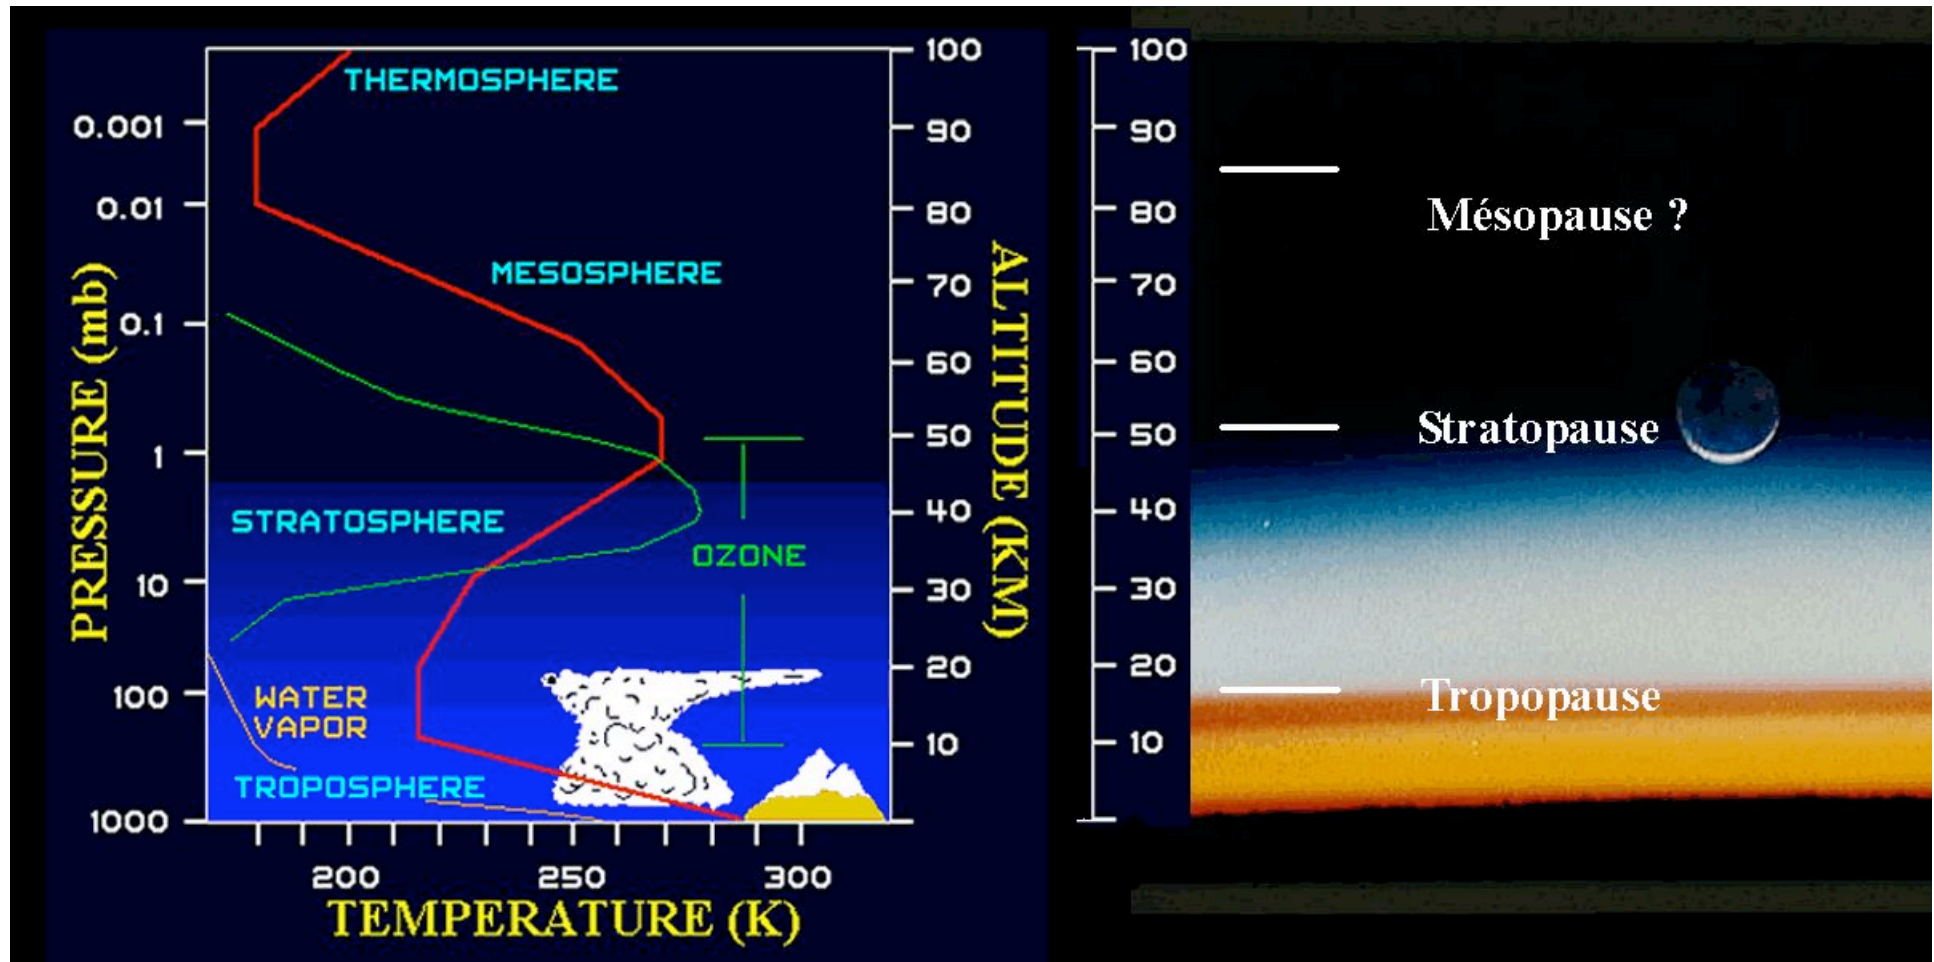 100
THERMOSPHERE
0.001
90
0.01
80
MESOSPHERE
70
0.1
60
50
1
STRATOSPHERE
40
OZONE
10
30
20
WATER
VAPOR
100
10
TROPOSPHERE
1000
PRESSURE (mb)
ALTITUDE (KM)
200 250 300
TEMPERATURE (K)
100
90
80
70
60
50
40
30
20
10
Mésopause ?
Stratopause
Tropopause